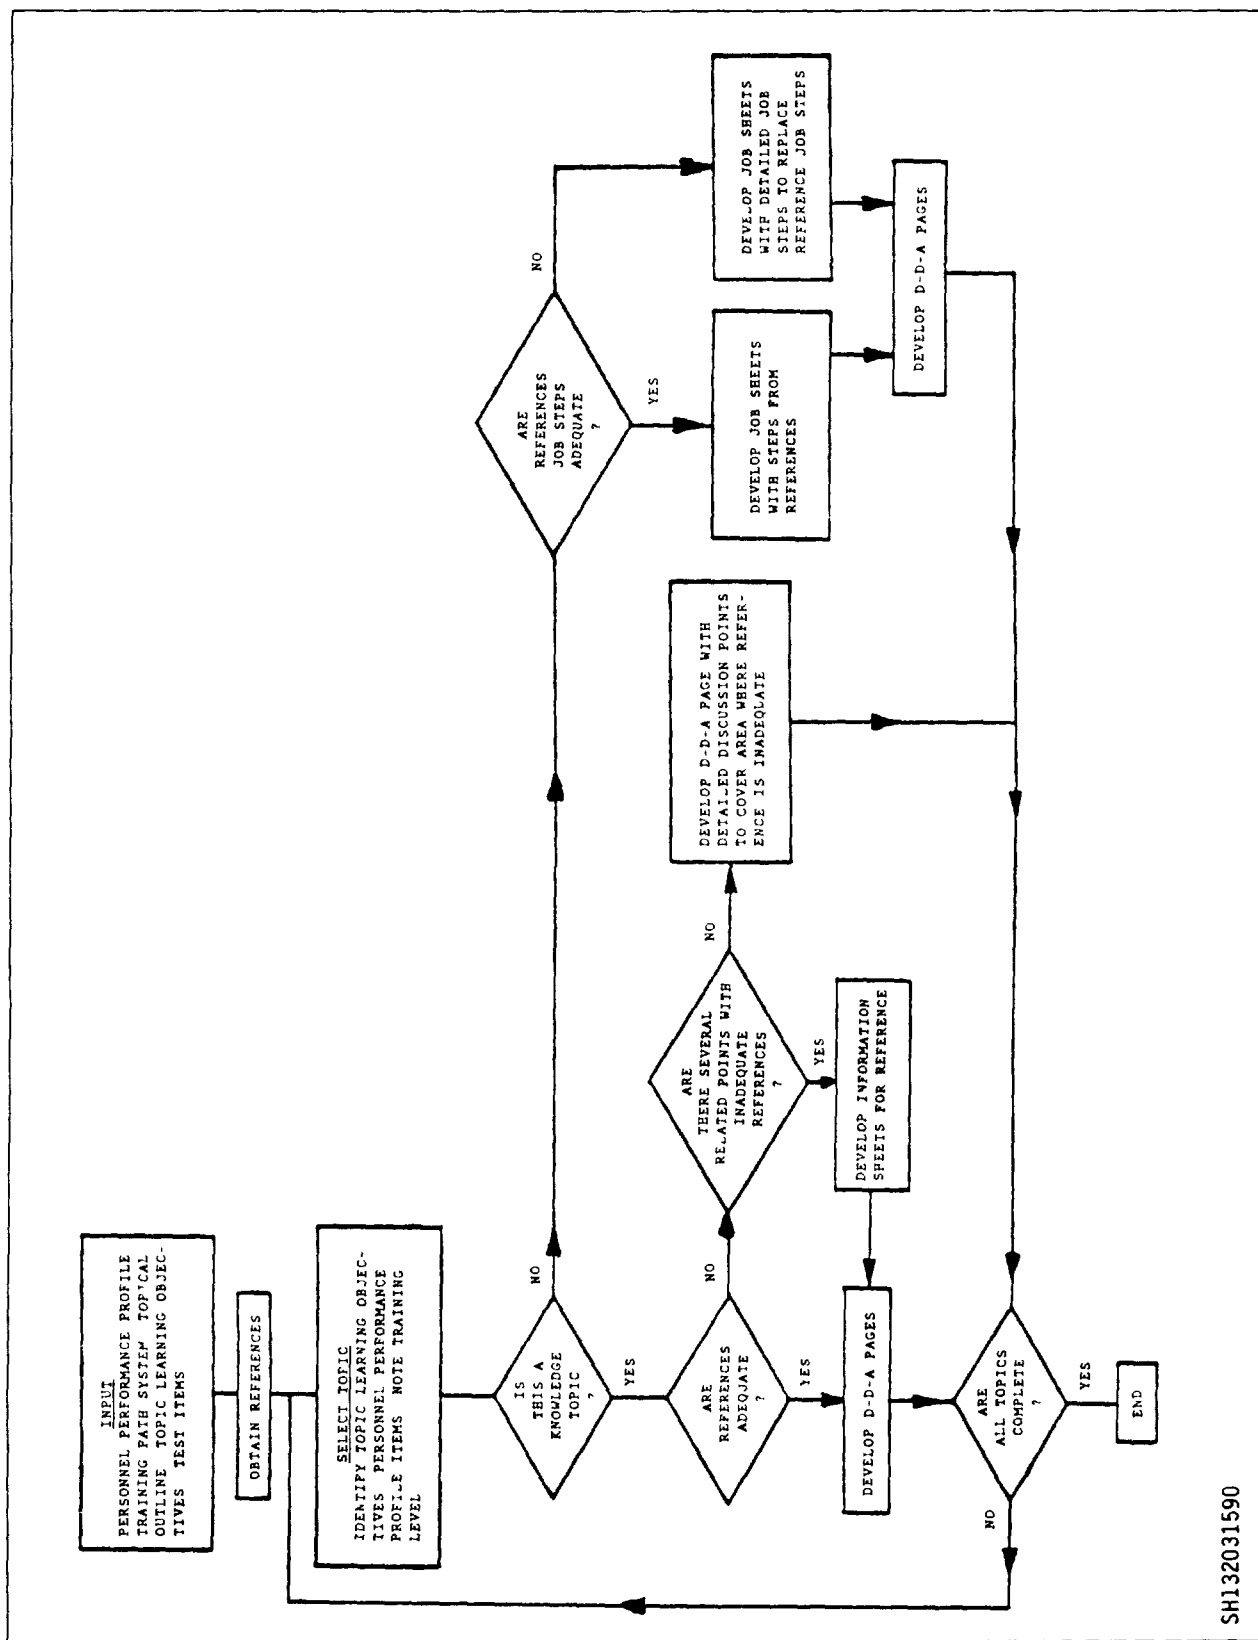 INPUT
PERSONNEL PERFORMANCE PROFILE
TRAINING PATH SYSTEM TOPICAL
OUTLINE TOPIC LEARNING OBJEC-
TIVES TEST ITEMS
OBTAIN REFERENCES
SELECT TOPIC
IDENTIFY TOPIC LEARNING OBJEC-
TIVES PERSONNEL PERFORMANCE
PROFILE ITEMS NOTE TRAINING
LEVEL
IS
THIS A
KNOWLEDGE
TOPIC
?
NO
YES
ARE
REFERENCES
JOB STEPS
ADEQUATE
?
NO
YES
DEVELOP JOB SHEETS
WITH STEPS FROM
REFERENCES
DEVELOP JOB SHEETS
WITH DETAILED JOB
STEPS TO REPLACE
REFERENCE JOB STEPS
DEVELOP D-D-A PAGES
ARE
REFERENCES
ADEQUATE
?
NO
YES
ARE
THERE SEVERAL
RELATED POINTS WITH
INADEQUATE
REFERENCES
?
NO
YES
DEVELOP D-D-A PAGE WITH
DETAILED DISCUSSION POINTS
TO COVER AREA WHERE REFER-
ENCE IS INADEQUATE
DEVELOP INFORMATION
SHEETS FOR REFERENCE
DEVELOP D-D-A PAGES
ARE
ALL TOPICS
COMPLETE
?
NO
YES
END
SH132031590